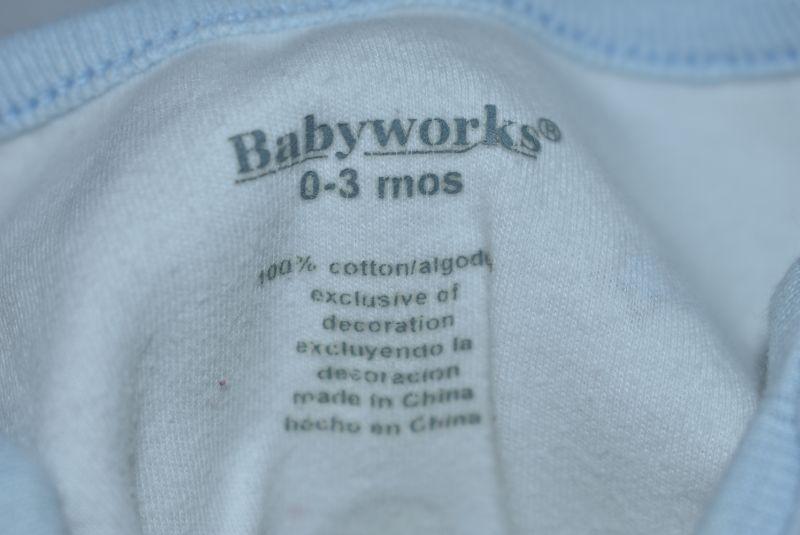 Babyworks®
0-3 mos
100% cotton/algodo
exclusive of
decoration
excluyendo la
decoracion
made in China
hecho en China